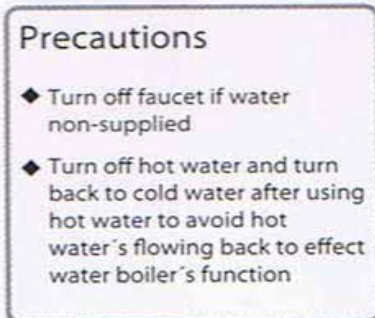 Precautions
◆ Turn off faucet if water
non-supplied
◆ Turn off hot water and turn
back to cold water after using
hot water to avoid hot
water´s flowing back to effect
water boiler´s function